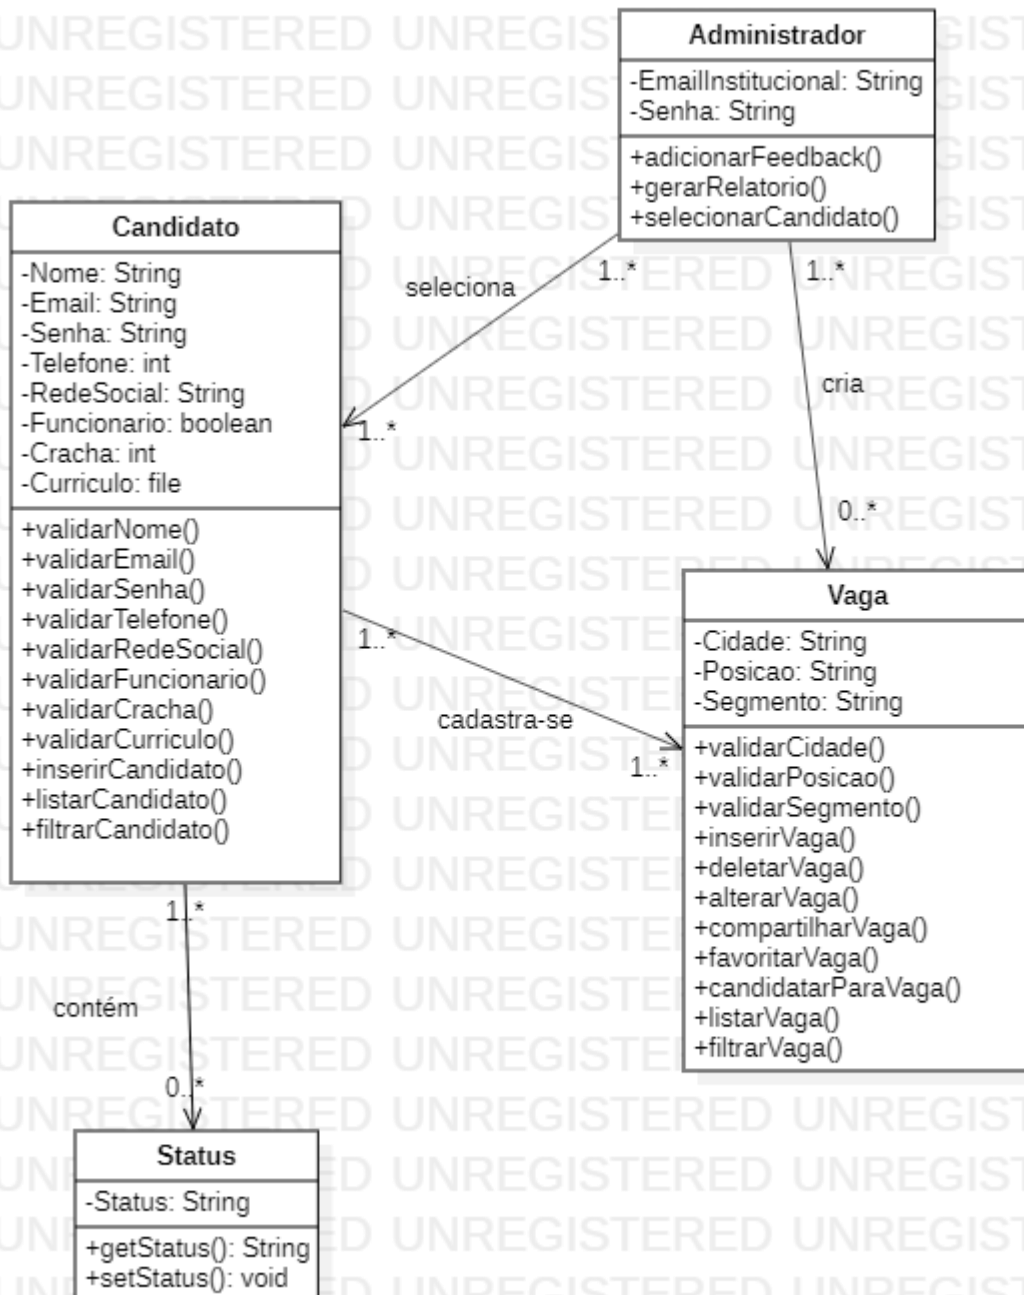 Administrador
-EmailInstitucional: String
-Senha: String
+adicionarFeedback()
+gerarRelatorio()
+selecionarCandidato()
Candidato
-Nome: String
-Email: String
-Senha: String
-Telefone: int
-RedeSocial: String
-Funcionario: boolean
-Cracha: int
-Curriculo: file
+validarNome()
+validarEmail()
+validarSenha()
+validarTelefone()
+validarRedeSocial()
+validarFuncionario()
+validarCracha()
+validarCurriculo()
+inserirCandidato()
+listarCandidato()
+filtrarCandidato()
seleciona
1..*
1..*
1..*
cria
0..*
1..*
cadastra-se
1..*
Vaga
-Cidade: String
-Posicao: String
-Segmento: String
+validarCidade()
+validarPosicao()
+validarSegmento()
+inserirVaga()
+deletarVaga()
+alterarVaga()
+compartilharVaga()
+favoritarVaga()
+candidatarParaVaga()
+listarVaga()
+filtrarVaga()
1..*
contém
0..*
Status
-Status: String
+getStatus(): String
+setStatus(): void
UNREGISTERED